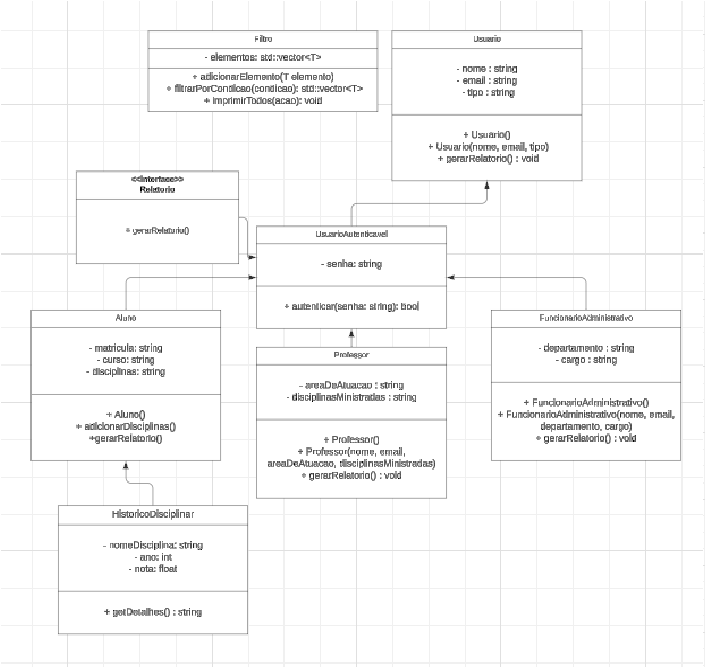 Filtro
- elementos: std::vector<T>
+ adicionarElemento(T elemento)
+ filtrarPorCondicao(condicao): std::vector<T>
+ imprimirTodos(acao): void
Usuario
- nome : string
- email : string
- tipo : string
+ Usuario()
+ Usuario(nome, email, tipo)
+ gerarRelatorio() : void
<<Interface>>
Relatorio
+ gerarRelatorio()
UsuarioAutenticavel
- senha: string
+ autenticar(senha: string): bool
Aluno
- matricula: string
- curso: string
- disciplinas: string
+ Aluno()
+ adicionarDisciplinas()
+gerarRelatorio()
Professor
- areaDeAtuacao : string
- disciplinasMinistradas : string
+ Professor()
+ Professor(nome, email,
areaDeAtuacao, disciplinasMinistradas)
+ gerarRelatorio() : void
FuncionarioAdministrativo
- departamento : string
- cargo : string
+ FuncionarioAdministrativo()
+ FuncionarioAdministrativo(nome, email,
departamento, cargo)
+ gerarRelatorio() : void
HistoricoDisciplinar
- nomeDisciplina: string
- ano: int
- nota: float
+ getDetalhes() : string